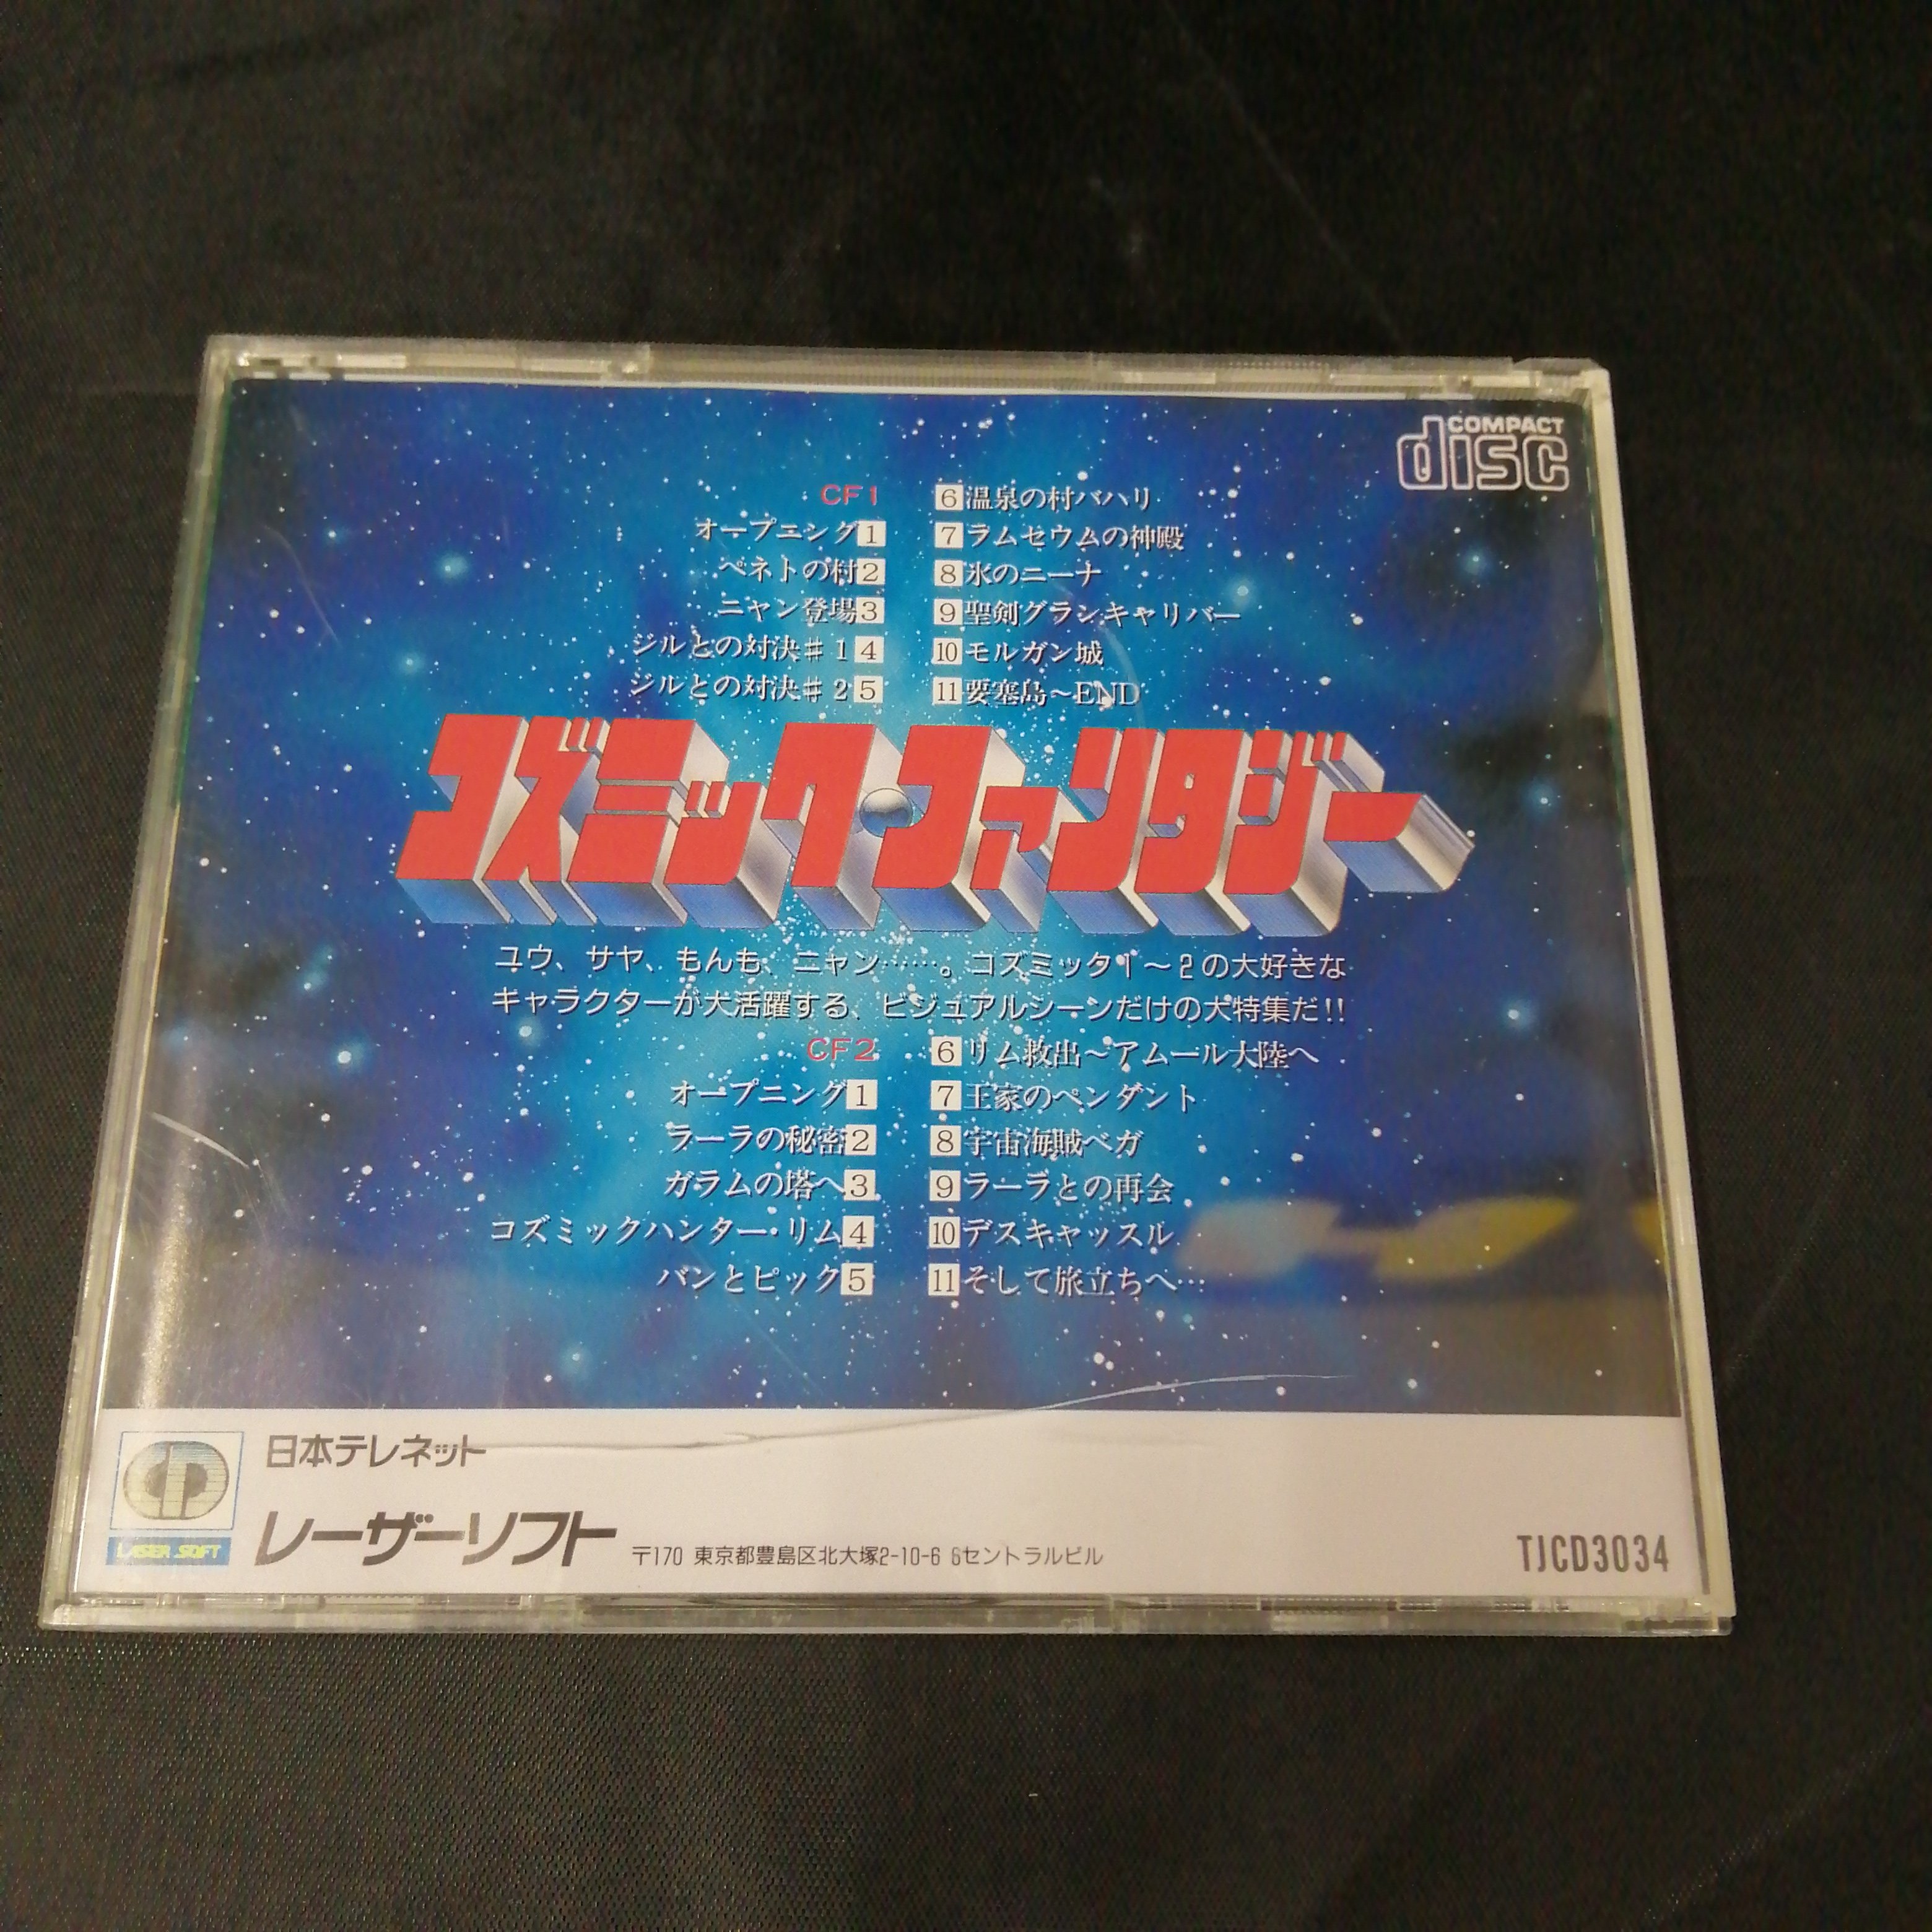 COMPACT
disc
CF1
オープニング1
ペネトの村2
ニャン登場3
ジルとの対決♯14
ジルとの対決♯25
6温泉の村バハリ
7ラムセウムの神殿
8氷のニーナ
9聖剣グランキャリバー
10モルガン城
11要塞島〜END
コズミックファンタジー
ユウ、サヤ、もんも、ニャン……。コズミッタ1〜2の大好きな
キャラクターが大活躍する、ビジュアルシーンだけの大特集だ!!
CF2
オープニング1
ラーラの秘密2
ガラムの塔へ3
コズミックハンター・リム4
バンとピック5
6リム救出〜アムール大陸へ
7王家のペンダント
8宇宙海賊ベガ
9ラーラとの再会
10デスキャッスル
11そして旅立ちへ…
日本テレネット
LASER SOFT
レーザーソフト
〒170 東京都豊島区北大塚2-10-6 6セントラルビル
TJCD3034